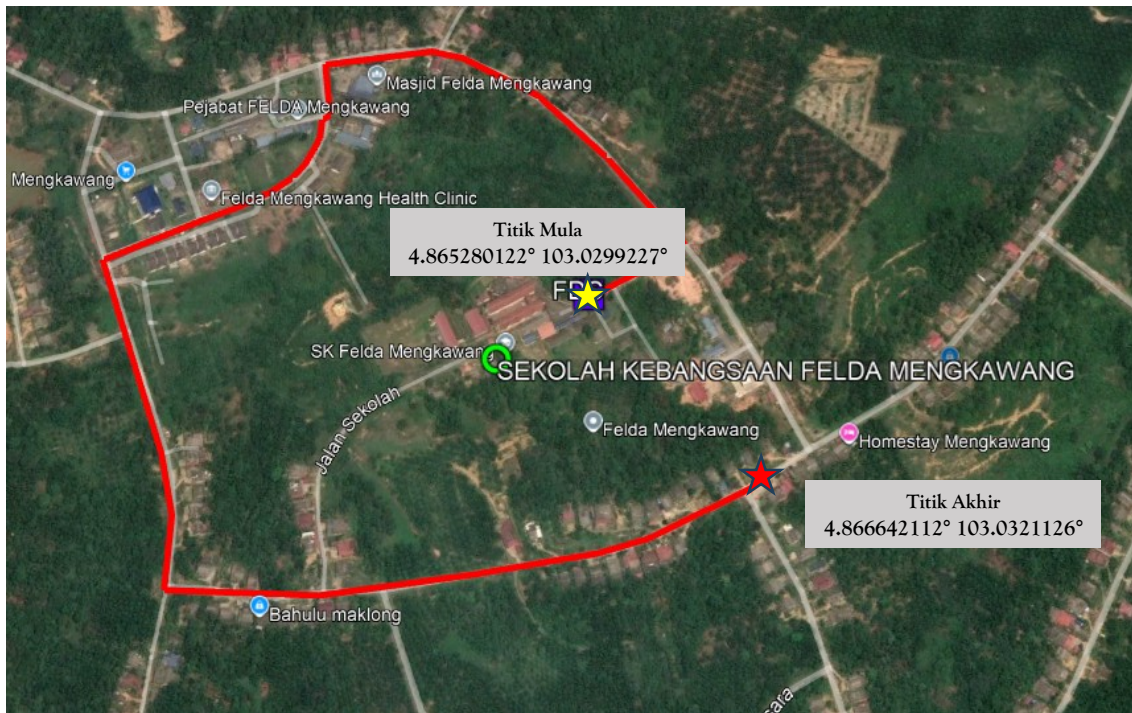 Masjid Felda Mengkawang
Pejabat FELDA Mengkawang
Mengkawang
Felda Mengkawang Health Clinic
Titik Mula
4.865280122° 103.0299227°
SK Felda Mengkawang
SEKOLAH KEBANGSAAN FELDA MENGKAWANG
Jalan Sekolah
Felda Mengkawang
Homestay Mengkawang
Titik Akhir
4.866642112° 103.0321126°
Bahulu maklong